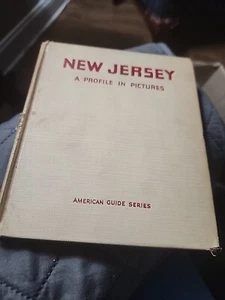 NEW JERSEY
A PROFILE IN PICTURES
AMERICAN GUIDE SERIES